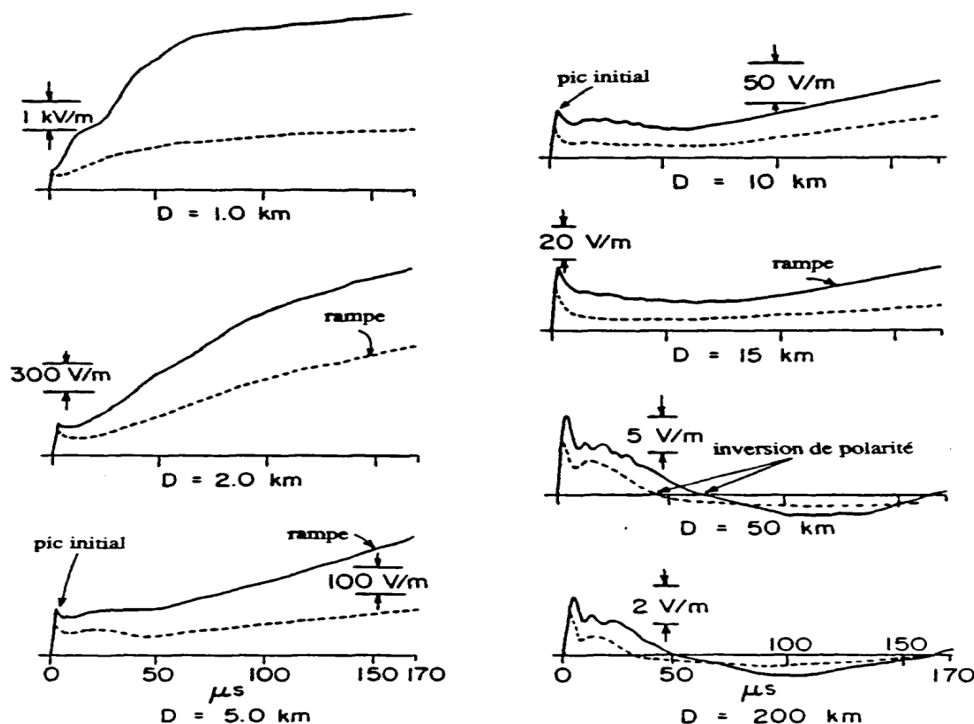 1 kV/m
D = 1.0 km
300 V/m
rampe
D = 2.0 km
pic initial
rampe
100 V/m
0 50 100 150 170
μs
D = 5.0 km
pic initial
50 V/m
D = 10 km
20 V/m
rampe
D = 15 km
5 V/m
inversion de polarité
D = 50 km
2 V/m
100 150
0 50 170
μs
D = 200 km